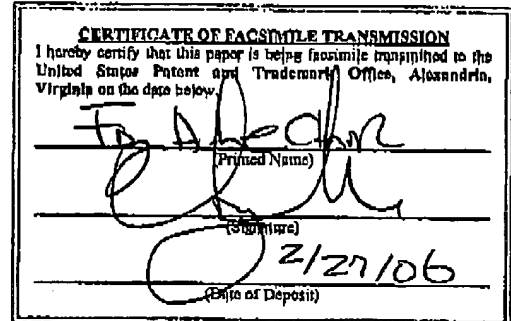 CERTIFICATE OF FACSIMILE TRANSMISSION
I hereby certify that this paper is being facsimile transmitted to the
United States Patent and Trademark Office, Alexandria,
Virginia on the date below.
(Printed Name)
(Signature)
2/27/06
(Date of Deposit)